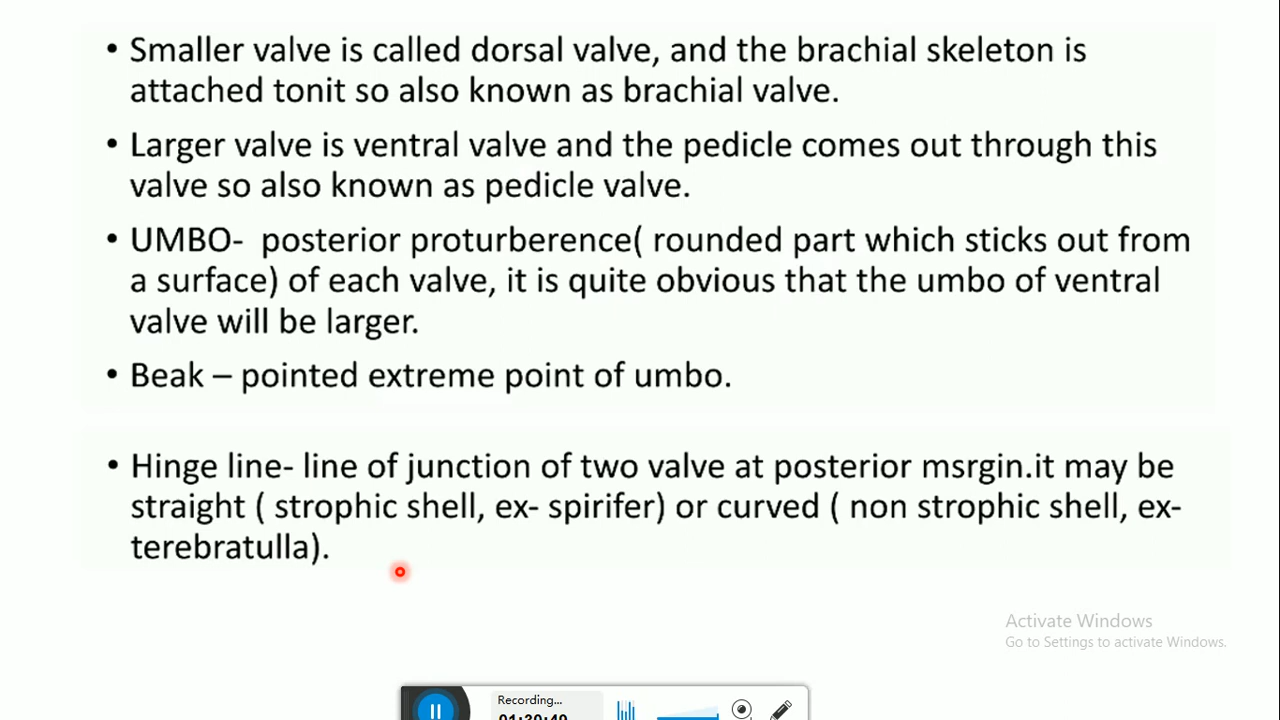 • Smaller valve is called dorsal valve, and the brachial skeleton is
attached tonit so also known as brachial valve.
• Larger valve is ventral valve and the pedicle comes out through this
valve so also known as pedicle valve.
• UMBO- posterior proturberence( rounded part which sticks out from
a surface) of each valve, it is quite obvious that the umbo of ventral
valve will be larger.
• Beak – pointed extreme point of umbo.
• Hinge line- line of junction of two valve at posterior msrgin.it may be
straight ( strophic shell, ex- spirifer) or curved ( non strophic shell, ex-
terebratulla).
Activate Windows
Go to Settings to activate Windows.
Recording...